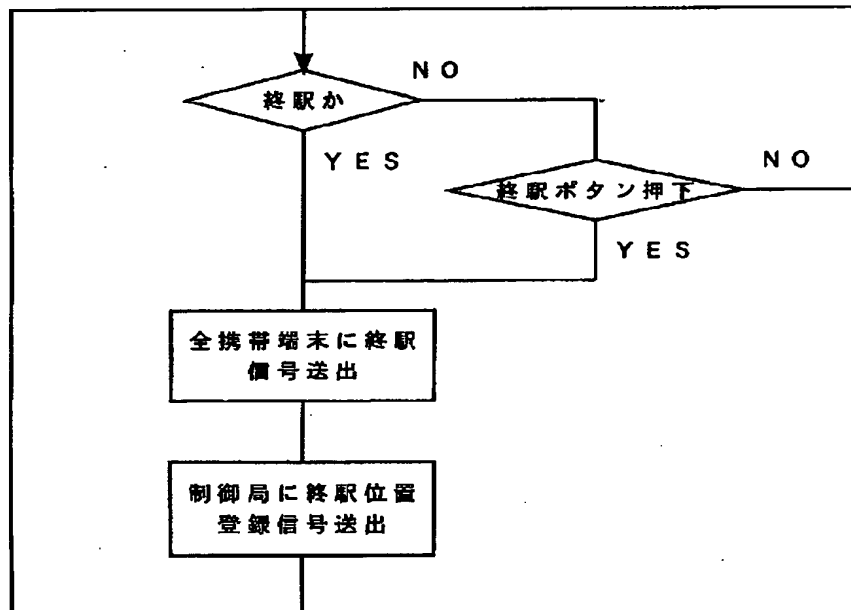 終駅か
NO
YES
終駅ボタン押下
NO
YES
全携帯端末に終駅
信号送出
制御局に終駅位置
登録信号送出